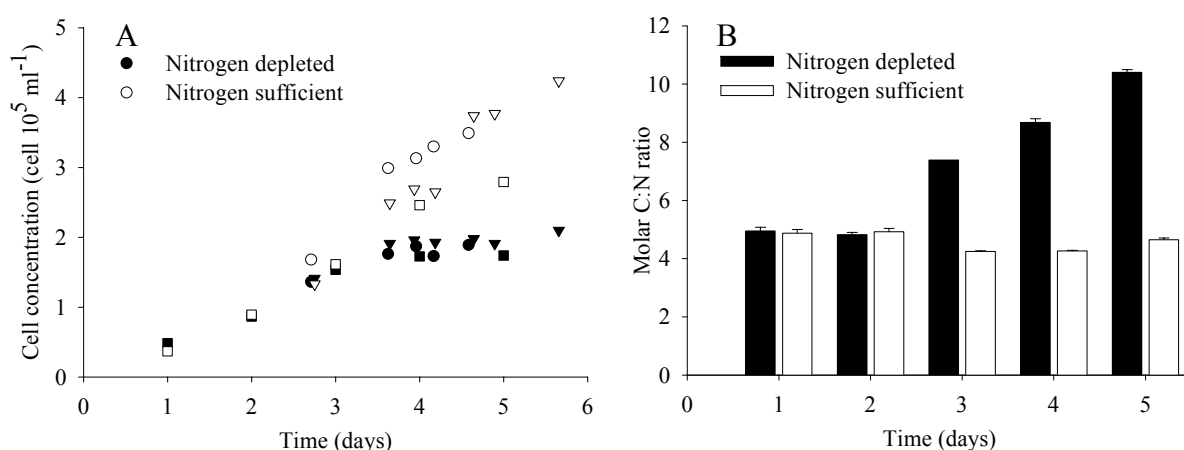 A
Nitrogen depleted
Nitrogen sufficient
Cell concentration (cell 10⁵ ml⁻¹)
5
4
3
2
1
0
0 1 2 3 4 5 6
Time (days)
B
Nitrogen depleted
Nitrogen sufficient
Molar C:N ratio
12
10
8
6
4
2
0
0 1 2 3 4 5
Time (days)